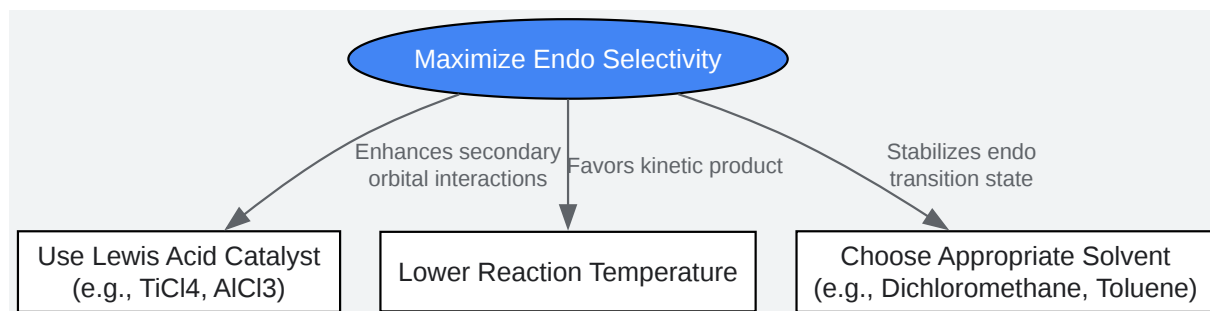 Maximize Endo Selectivity
Enhances secondary
orbital interactions
Favors kinetic product
Stabilizes endo
transition state
Use Lewis Acid Catalyst
(e.g., TiCl4, AlCl3)
Lower Reaction Temperature
Choose Appropriate Solvent
(e.g., Dichloromethane, Toluene)